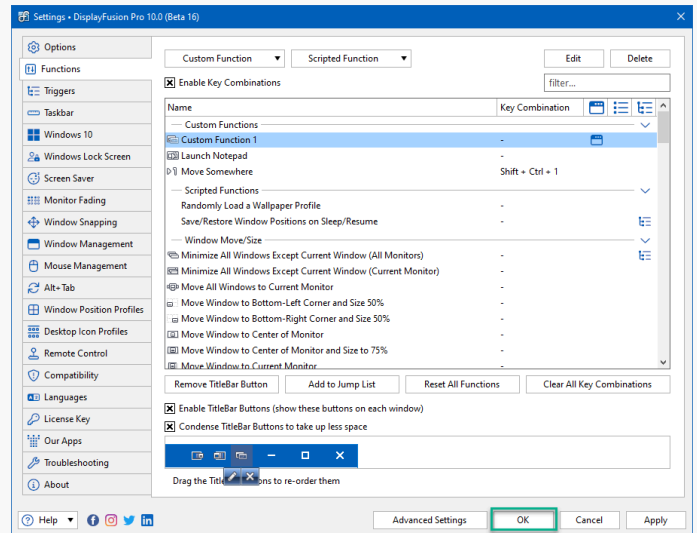 Settings • DisplayFusion Pro 10.0 (Beta 16)
Options
Functions
Triggers
Taskbar
Windows 10
Windows Lock Screen
Screen Saver
Monitor Fading
Window Snapping
Window Management
Mouse Management
Alt+Tab
Window Position Profiles
Desktop Icon Profiles
Remote Control
Compatibility
Languages
License Key
Our Apps
Troubleshooting
About
Custom Function Scripted Function Edit Delete
Enable Key Combinations filter...
Name Key Combination
Custom Functions
Custom Function 1 -
Launch Notepad -
Move Somewhere Shift + Ctrl + 1
Scripted Functions
Randomly Load a Wallpaper Profile -
Save/Restore Window Positions on Sleep/Resume -
Window Move/Size
Minimize All Windows Except Current Window (All Monitors) -
Minimize All Windows Except Current Window (Current Monitor) -
Move All Windows to Current Monitor -
Move Window to Bottom-Left Corner and Size 50% -
Move Window to Bottom-Right Corner and Size 50% -
Move Window to Center of Monitor -
Move Window to Center of Monitor and Size to 75% -
Move Window to Current Monitor -
Remove TitleBar Button Add to Jump List Reset All Functions Clear All Key Combinations
Enable TitleBar Buttons (show these buttons on each window)
Condense TitleBar Buttons to take up less space
Drag the to re-order them
Help Advanced Settings OK Cancel Apply